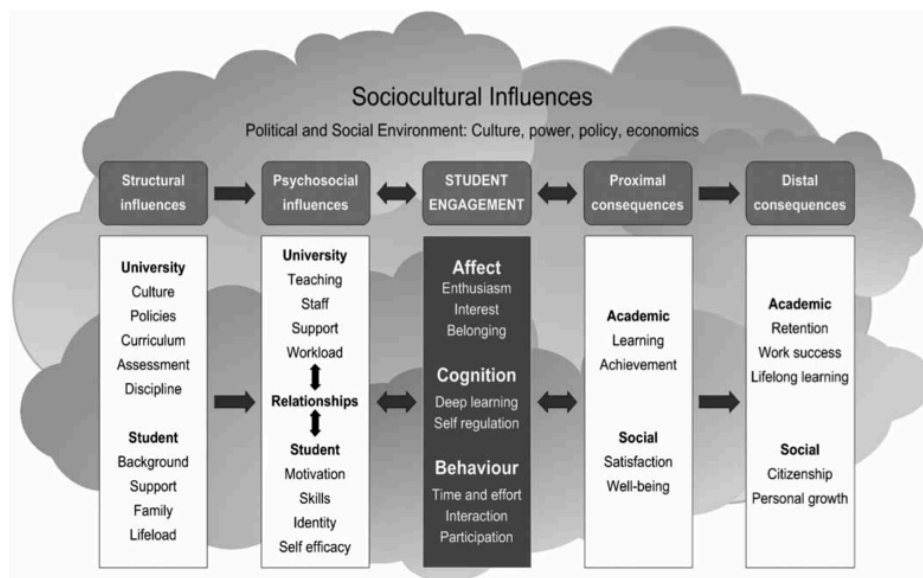 Sociocultural Influences
Political and Social Environment: Culture, power, policy, economics
Structural
influences
Psychosocial
influences
STUDENT
ENGAGEMENT
Proximal
consequences
Distal
consequences
University
Culture
Policies
Curriculum
Assessment
Discipline
Student
Background
Support
Family
Lifeload
University
Teaching
Staff
Support
Workload
Relationships
Student
Motivation
Skills
Identity
Self efficacy
Affect
Enthusiasm
Interest
Belonging
Cognition
Deep learning
Self regulation
Behaviour
Time and effort
Interaction
Participation
Academic
Learning
Achievement
Social
Satisfaction
Well-being
Academic
Retention
Work success
Lifelong learning
Social
Citizenship
Personal growth